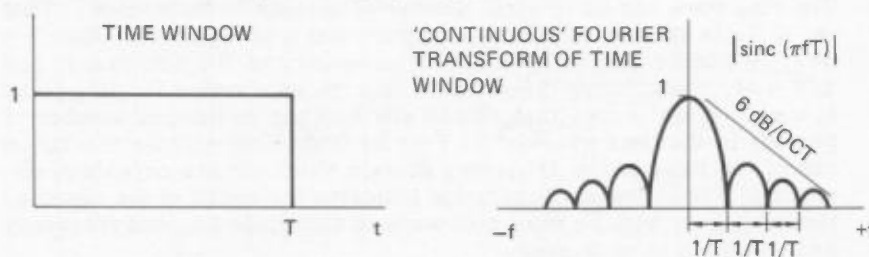 TIME WINDOW
1
T
t
'CONTINUOUS' FOURIER
TRANSFORM OF TIME
WINDOW
|sinc (πfT)|
1
6 dB/OCT
−f
+f
1/T 1/T 1/T